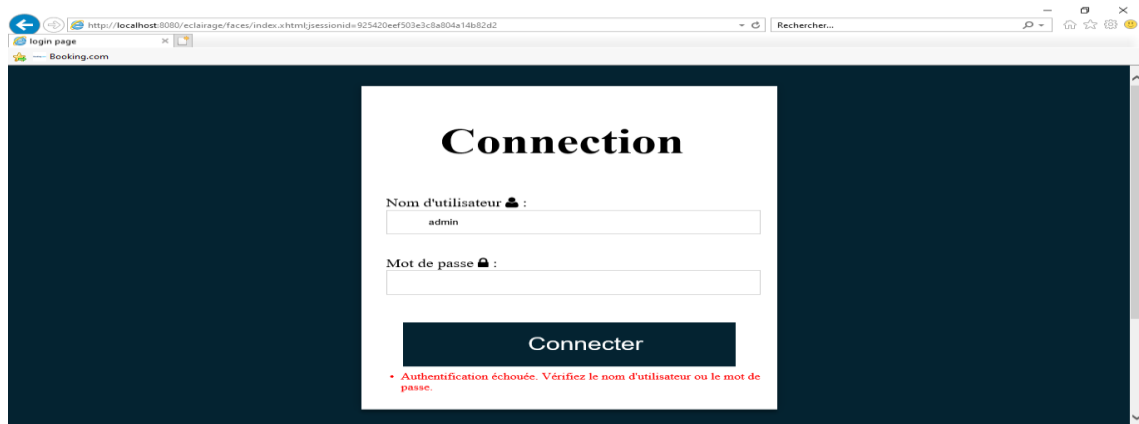 http://localhost:8080/eclairage/faces/index.xhtml;jsessionid=925420eef503e3c8a804a14b82d2
Rechercher...
login page
Booking.com
Connection
Nom d'utilisateur :
admin
Mot de passe :
Connecter
• Authentification échouée. Vérifiez le nom d'utilisateur ou le mot de
passe.